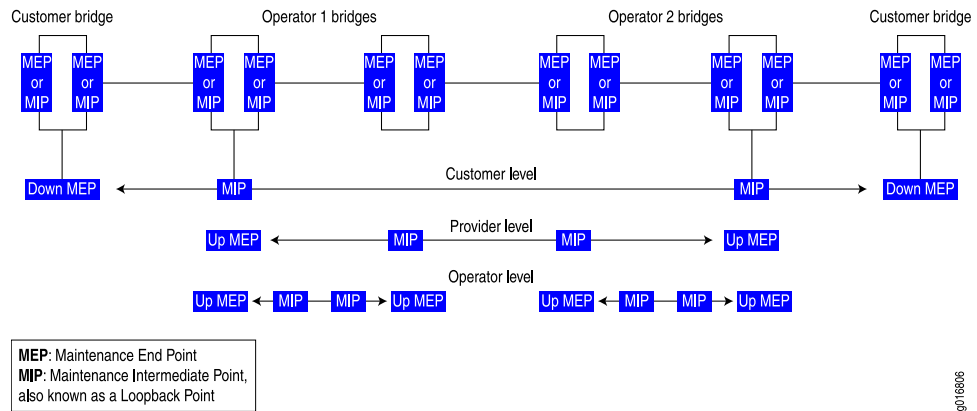 Customer bridge Operator 1 bridges Operator 2 bridges Customer bridge
MEP MEP MEP MEP MEP MEP MEP MEP MEP MEP MEP MEP
or or or or or or or or or or or or
MIP MIP MIP MIP MIP MIP MIP MIP MIP MIP MIP MIP
Customer level
Down MEP MIP MIP Down MEP
Provider level
Up MEP MIP MIP Up MEP
Operator level
Up MEP MIP MIP Up MEP Up MEP MIP MIP Up MEP
MEP: Maintenance End Point
MIP: Maintenance Intermediate Point,
also known as a Loopback Point
g016806